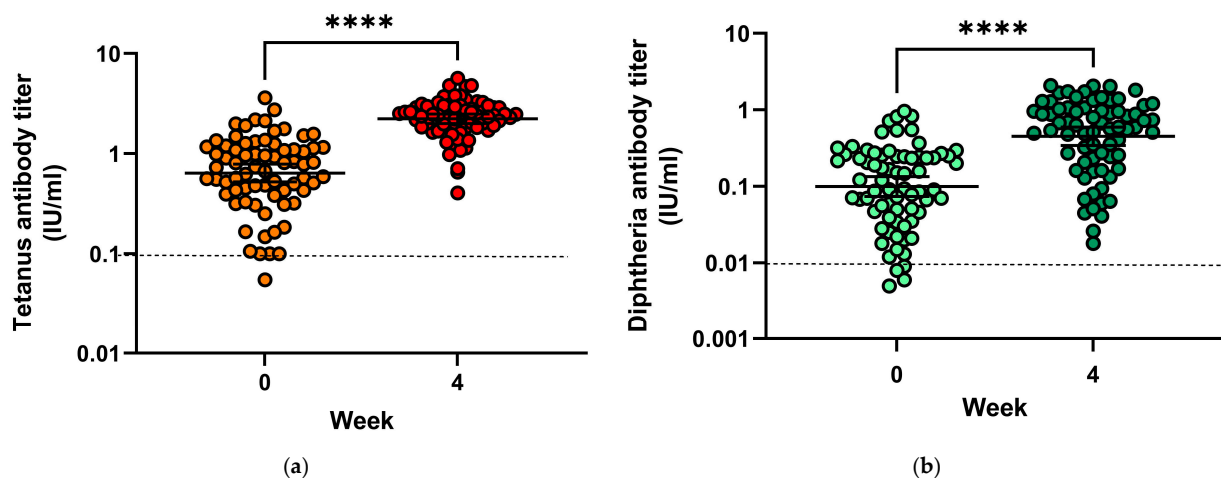 ****
10
1
0.1
0.01
Tetanus antibody titer
(IU/ml)
0
4
Week
(a)
****
10
1
0.1
0.01
0.001
Diphtheria antibody titer
(IU/ml)
0
4
Week
(b)